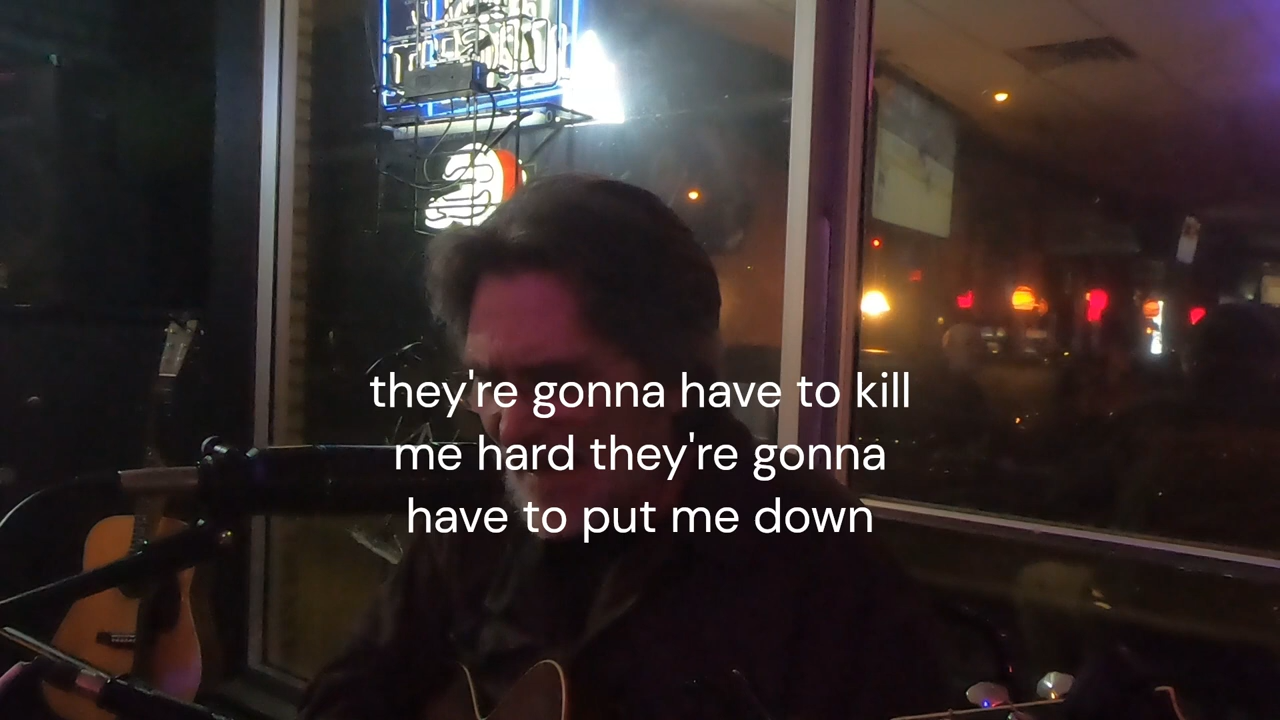 they're gonna have to kill
me hard they're gonna
have to put me down